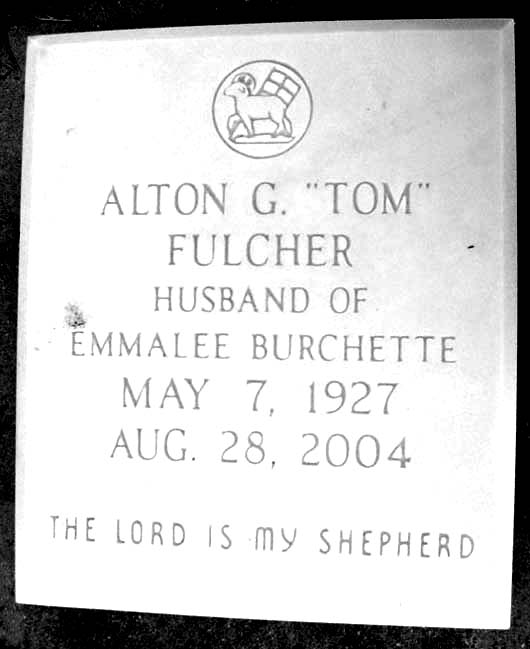 ALTON G. "TOM"
FULCHER
HUSBAND OF
EMMALEE BURCHETTE
MAY 7, 1927
AUG. 28, 2004
THE LORD IS MY SHEPHERD